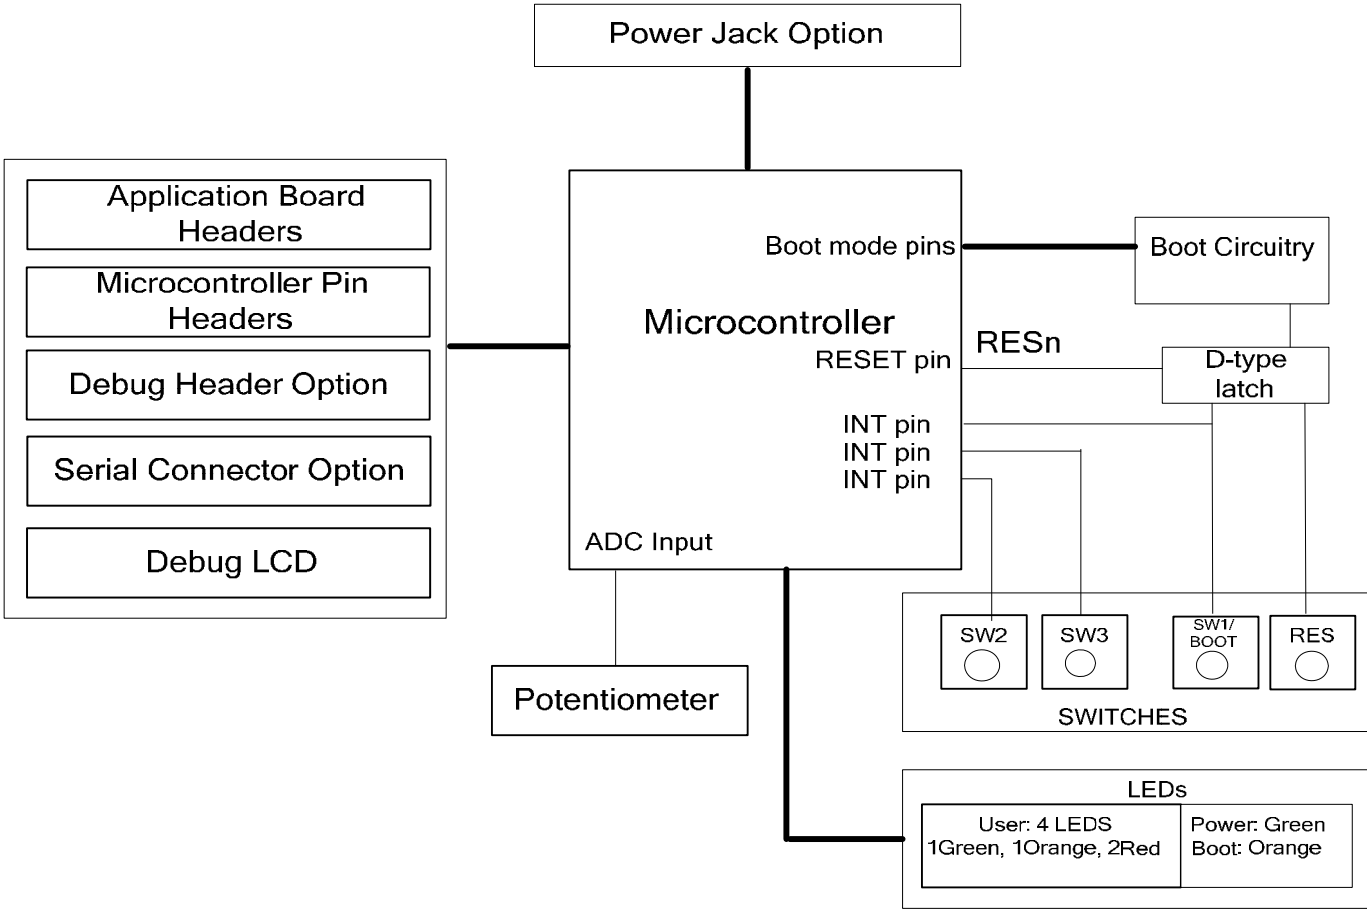 Power Jack Option
Application Board
Headers
Microcontroller Pin
Headers
Debug Header Option
Serial Connector Option
Debug LCD
Boot mode pins
Microcontroller
RESET pin
INT pin
INT pin
INT pin
ADC Input
RESn
Boot Circuitry
D-type
latch
Potentiometer
SW2
SW3
SW1/
BOOT
RES
SWITCHES
LEDs
User: 4 LEDS
1Green, 1Orange, 2Red
Power: Green
Boot: Orange